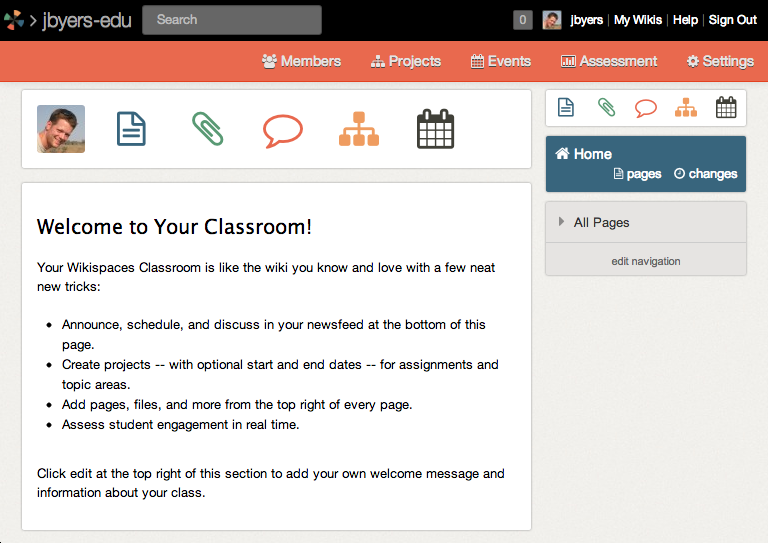 jbyers-edu Search 0 jbyers | My Wikis | Help | Sign Out
Members Projects Events Assessment Settings
Home
pages changes
All Pages
edit navigation
Welcome to Your Classroom!
Your Wikispaces Classroom is like the wiki you know and love with a few neat
new tricks:
• Announce, schedule, and discuss in your newsfeed at the bottom of this
page.
• Create projects -- with optional start and end dates -- for assignments and
topic areas.
• Add pages, files, and more from the top right of every page.
• Assess student engagement in real time.
Click edit at the top right of this section to add your own welcome message and
information about your class.